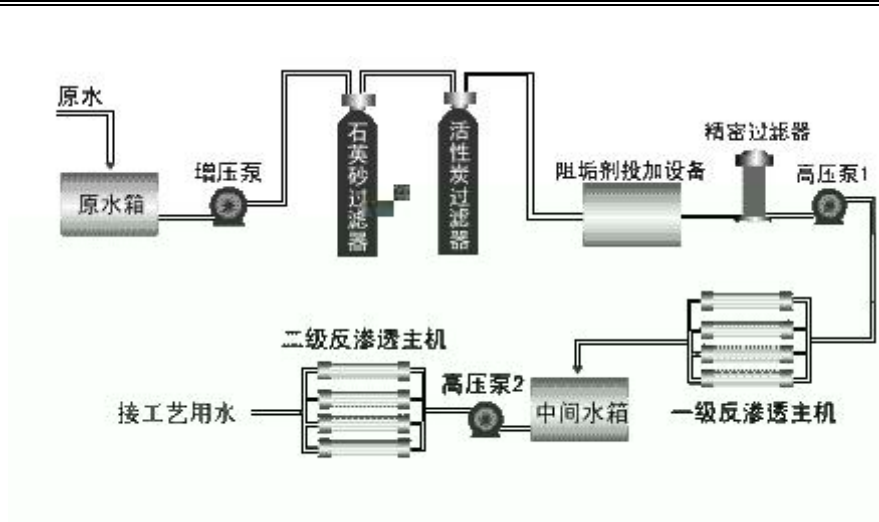 原水
原水箱
增压泵
石英砂过滤器
活性炭过滤器
阻垢剂投加设备
精密过滤器
高压泵1
一级反渗透主机
中间水箱
高压泵2
二级反渗透主机
接工艺用水